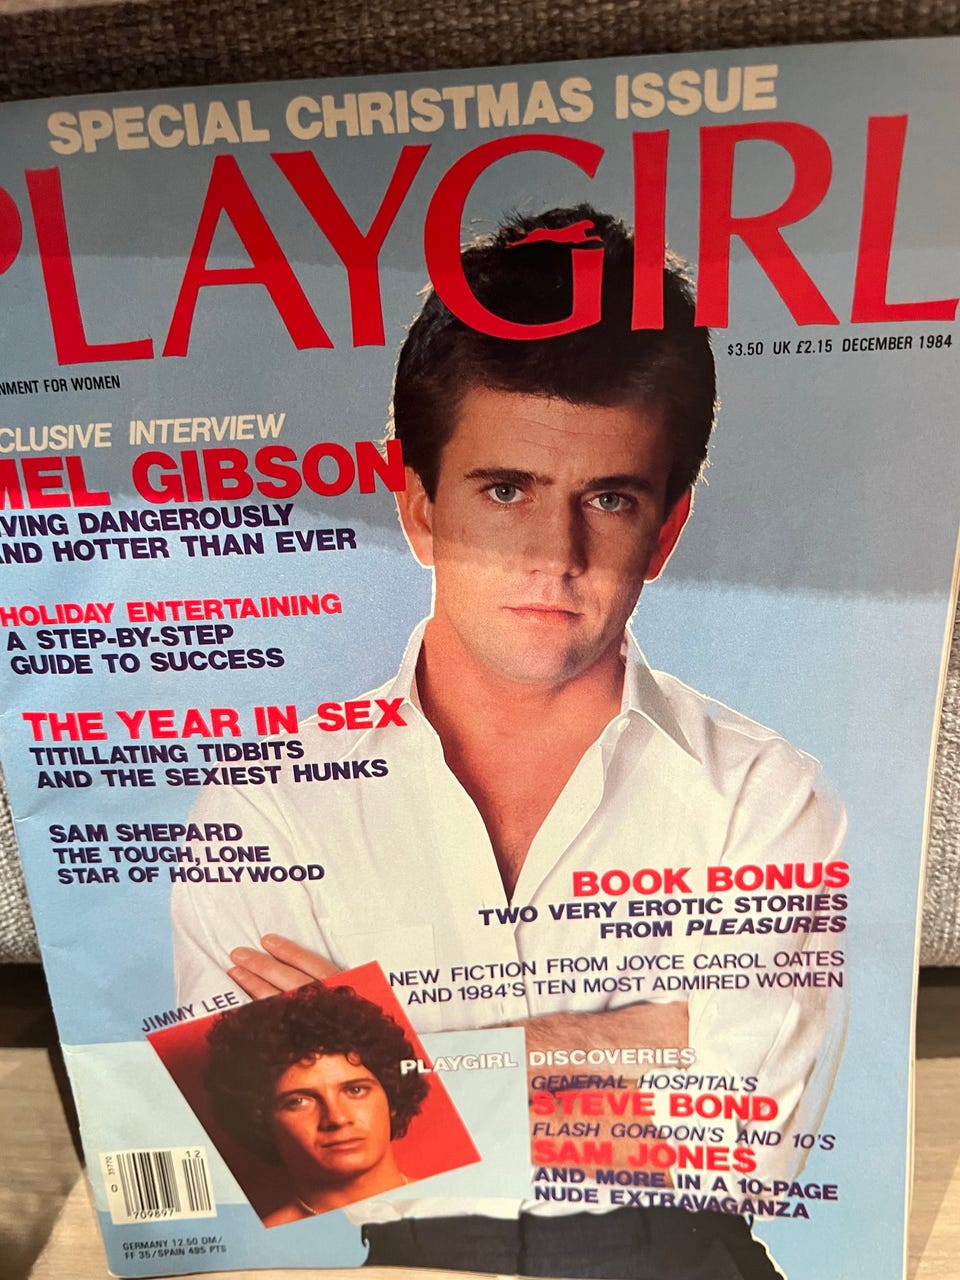 SPECIAL CHRISTMAS ISSUE
PLAYGIRL
$3.50 UK £2.15 DECEMBER 1984
NMENT FOR WOMEN
CLUSIVE INTERVIEW
MEL GIBSON
VING DANGEROUSLY
AND HOTTER THAN EVER
HOLIDAY ENTERTAINING
A STEP-BY-STEP
GUIDE TO SUCCESS
THE YEAR IN SEX
TITILLATING TIDBITS
AND THE SEXIEST HUNKS
SAM SHEPARD
THE TOUGH, LONE
STAR OF HOLLYWOOD
BOOK BONUS
TWO VERY EROTIC STORIES
FROM PLEASURES
NEW FICTION FROM JOYCE CAROL OATES
AND 1984'S TEN MOST ADMIRED WOMEN
JIMMY LEE
PLAYGIRL DISCOVERIES
GENERAL HOSPITAL'S
STEVE BOND
FLASH GORDON'S AND 10'S
SAM JONES
AND MORE IN A 10-PAGE
NUDE EXTRAVAGANZA
12
35770
0
709897
GERMANY 12.50 DM/
FF 35/SPAIN 495 PTS